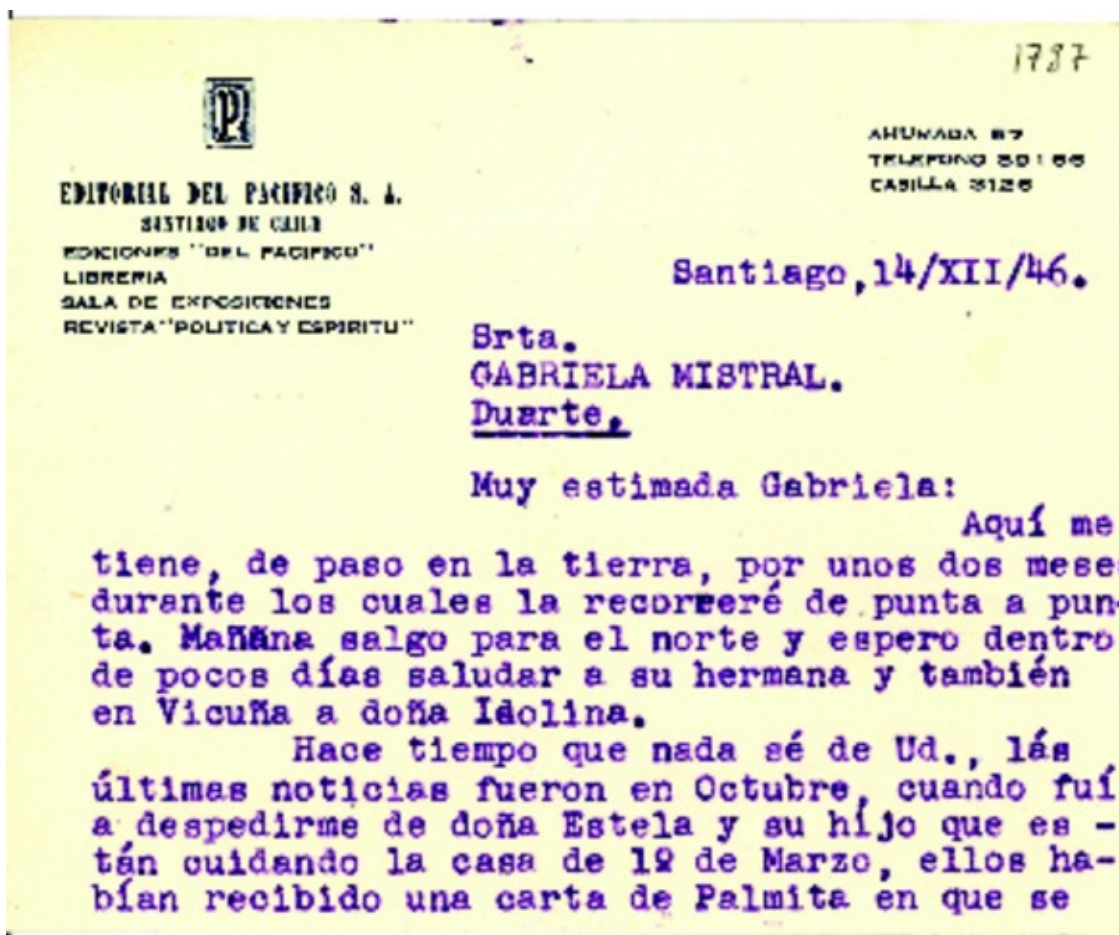 1787
EDITORIAL DEL PACIFICO S. A.
SANTIAGO DE CHILE
EDICIONES "DEL PACIFICO"
LIBRERIA
SALA DE EXPOSICIONES
REVISTA "POLITICA Y ESPIRITU"
AHUMADA 57
TELEFONO 89166
CASILLA 3126
Santiago,14/XII/46.
Srta.
GABRIELA MISTRAL.
Duarte.
Muy estimada Gabriela:
Aquí me
tiene, de paso en la tierra, por unos dos mese
durante los cuales la recorreré de punta a pun-
ta. Mañana salgo para el norte y espero dentro
de pocos días saludar a su hermana y también
en Vicuña a doña Idolina.
Hace tiempo que nada sé de Ud., lás
últimas noticias fueron en Octubre, cuando fuí
a despedirme de doña Estela y su híjo que es -
tán cuidando la casa de 1º de Marzo, ellos ha-
bían recibido una carta de Palmita en que se